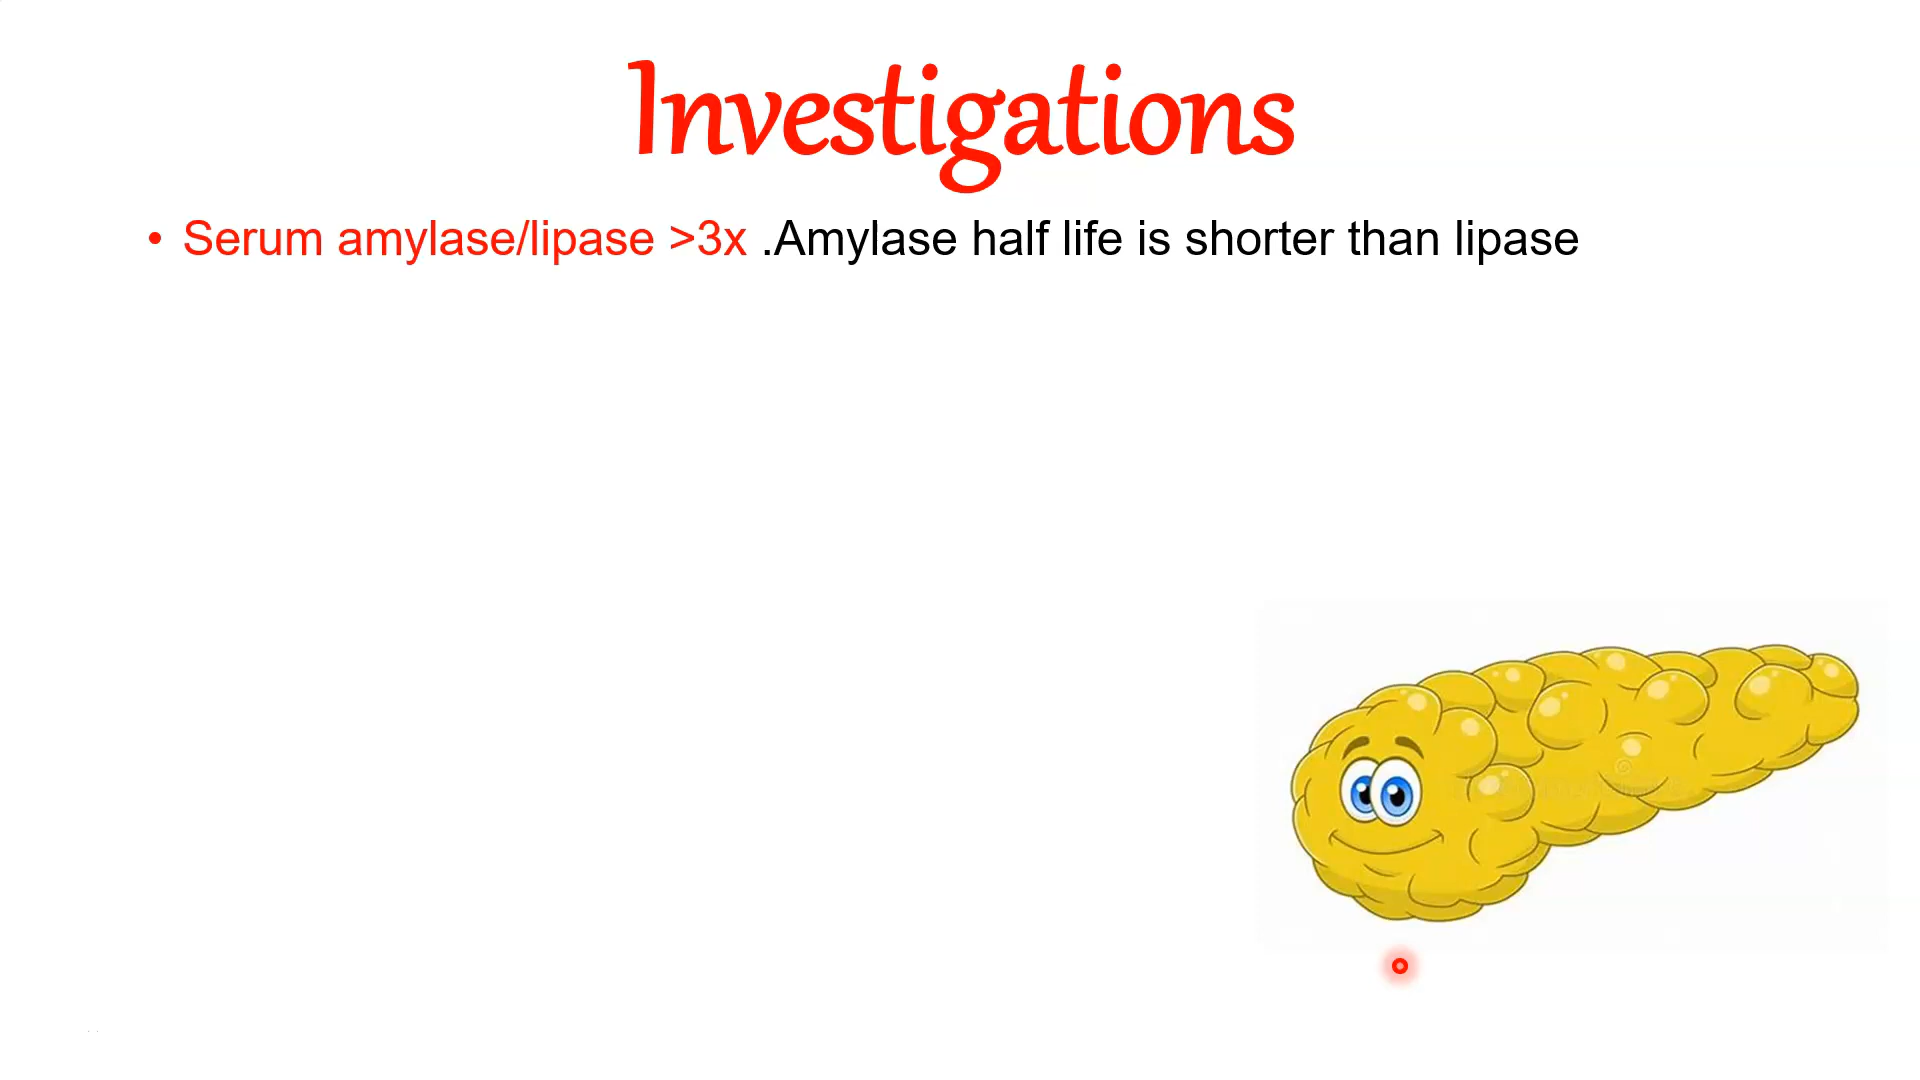 Investigations
• Serum amylase/lipase >3x .Amylase half life is shorter than lipase